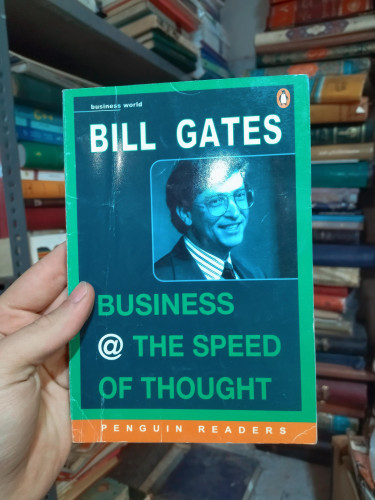 business world
BILL GATES
BUSINESS
@ THE SPEED
OF THOUGHT
PENGUIN READERS